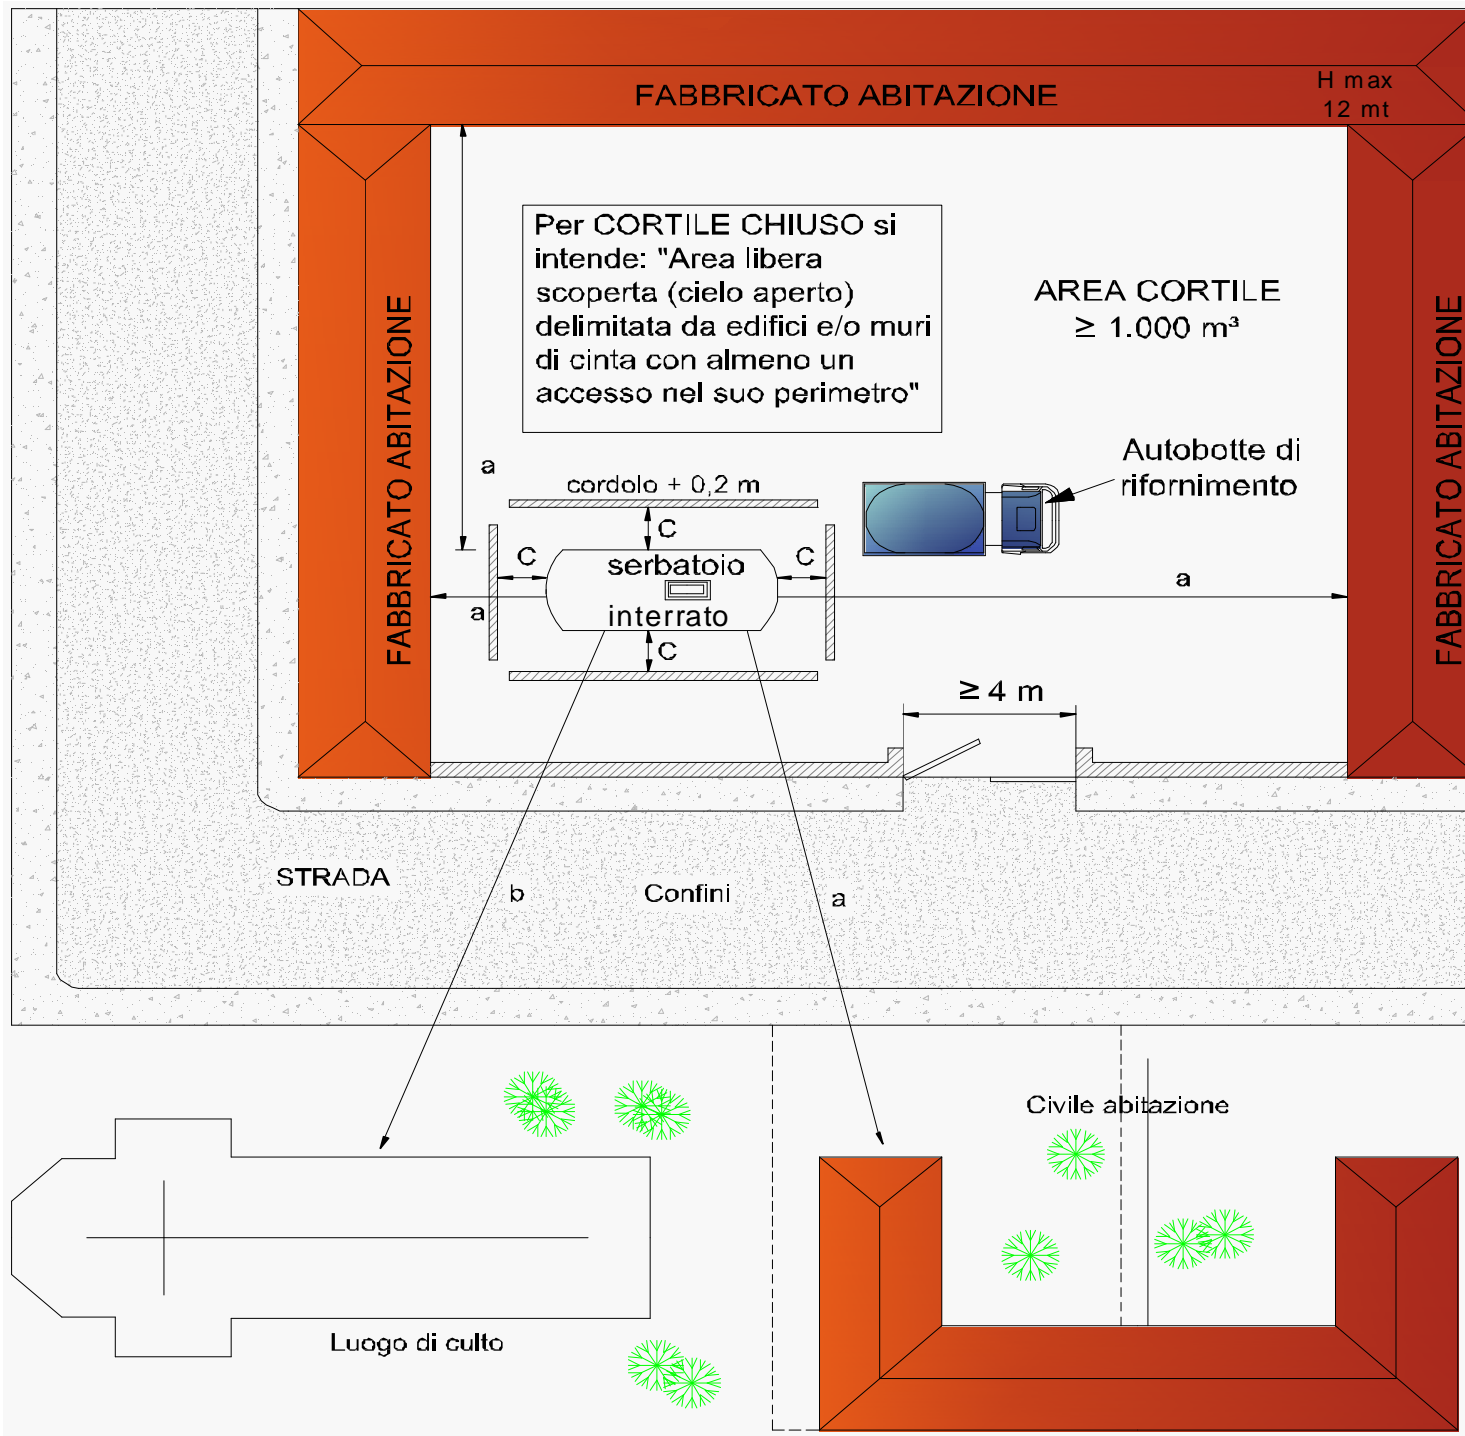 FABBRICATO ABITAZIONE
H max
12 mt
Per CORTILE CHIUSO si
intende: "Area libera
scoperta (cielo aperto)
delimitata da edifici e/o muri
di cinta con almeno un
accesso nel suo perimetro"
AREA CORTILE
≥ 1.000 m³
FABBRICATO ABITAZIONE
FABBRICATO ABITAZIONE
Autobotte di
rifornimento
a
cordolo + 0,2 m
C
C
C
serbatoio
interrato
a
a
C
≥ 4 m
STRADA
b
Confini
a
Civile abitazione
Luogo di culto